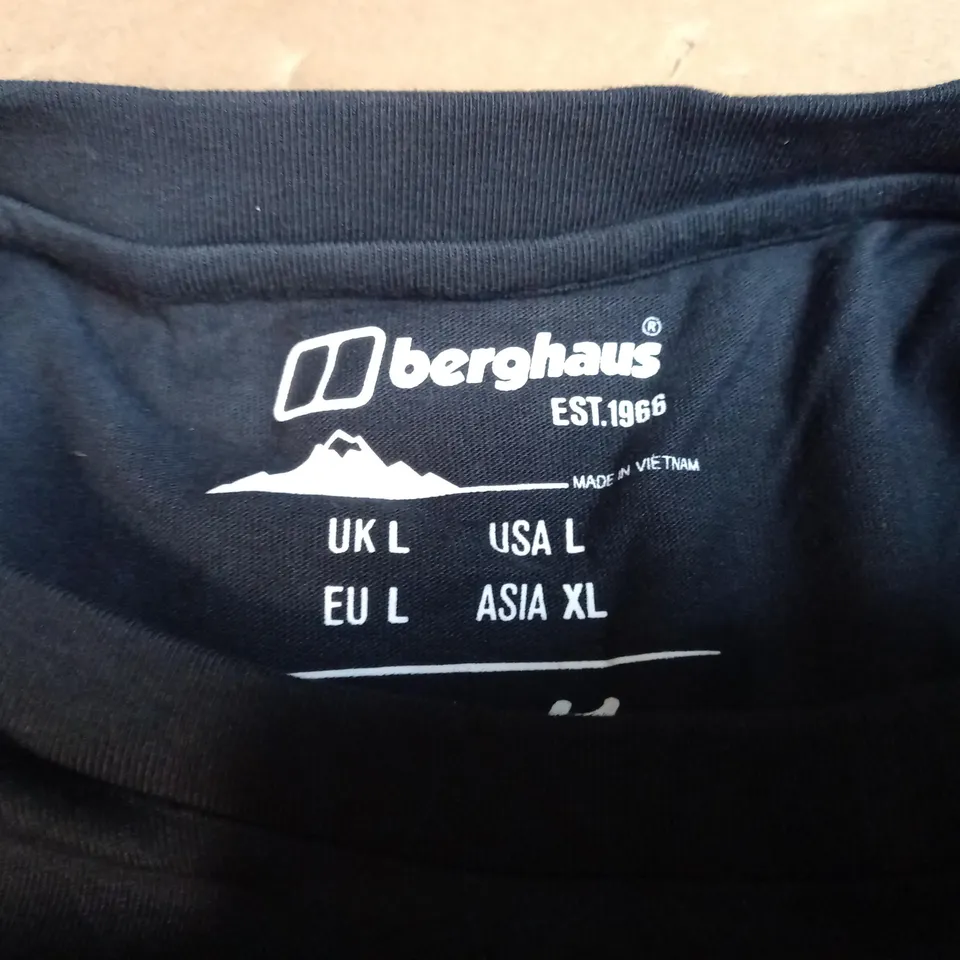 berghaus®
EST.1966
MADE IN VIETNAM
UK L USA L
EU L ASIA XL